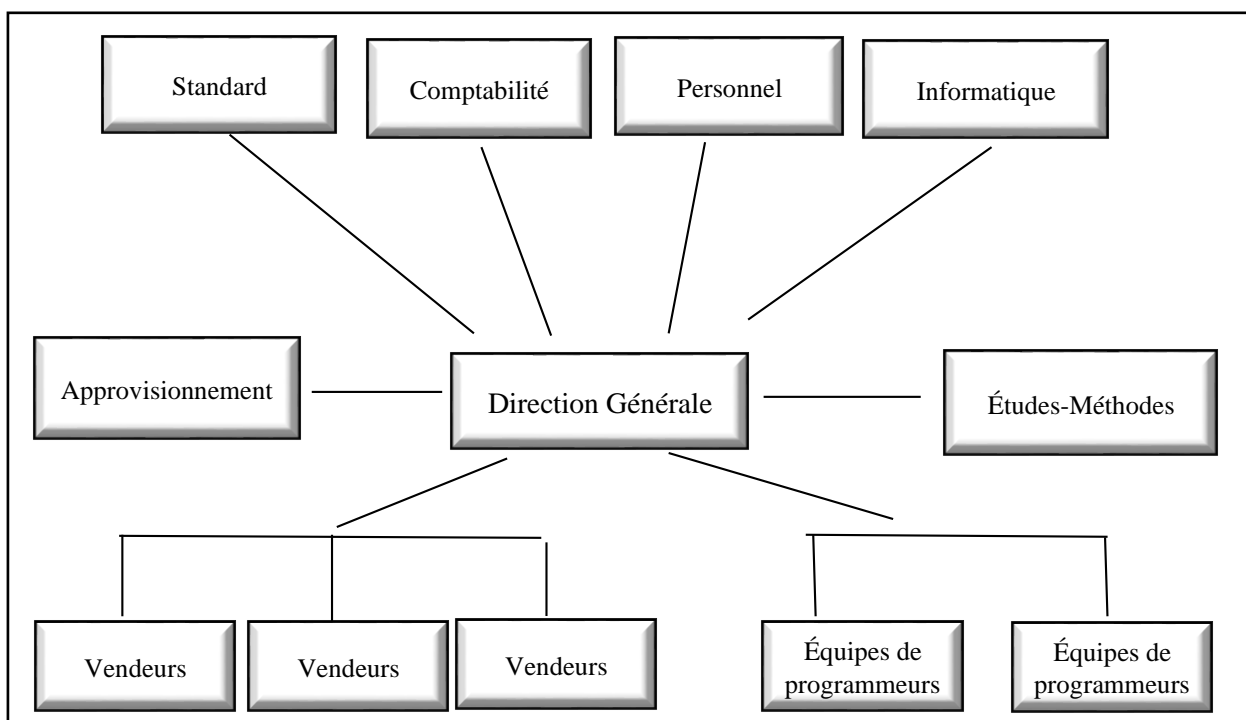 Standard
Comptabilité
Personnel
Informatique
Approvisionnement
Direction Générale
Études-Méthodes
Vendeurs
Vendeurs
Vendeurs
Équipes de
programmeurs
Équipes de
programmeurs